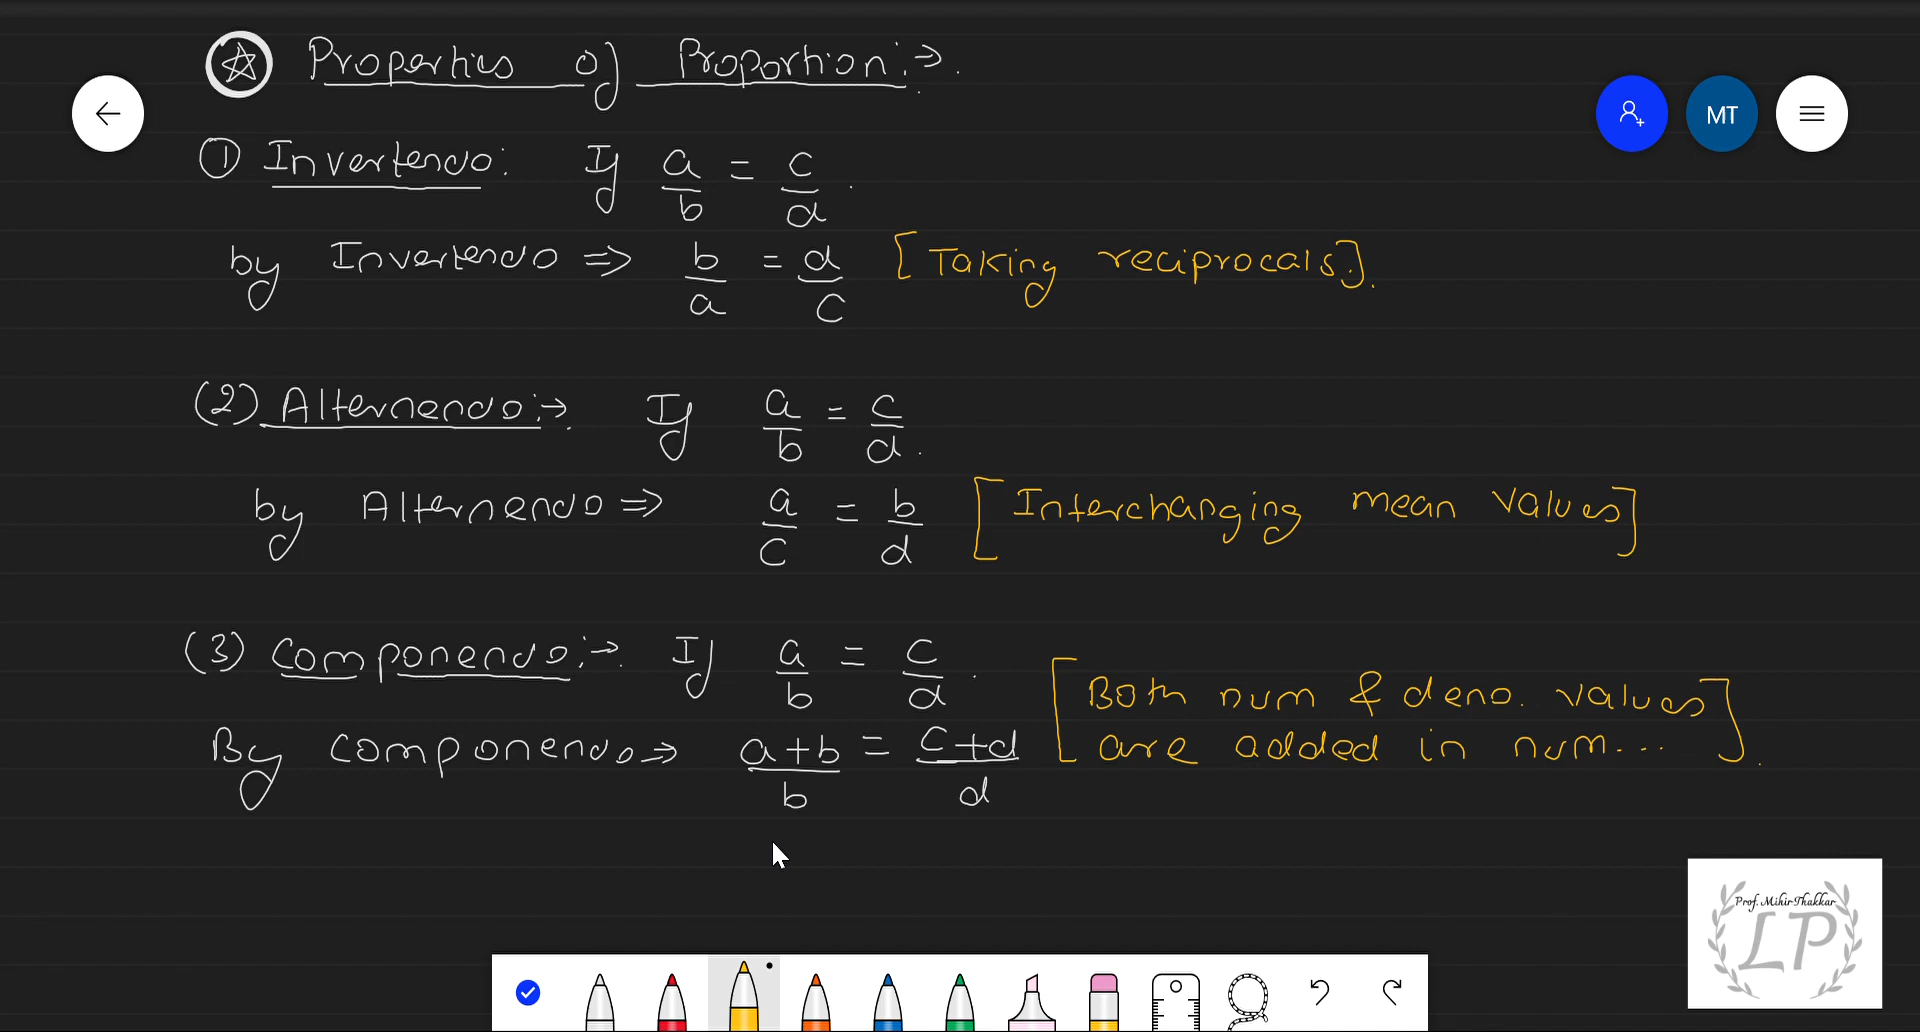 Properties of Proportion :→.
① Invertendo: If a/b = c/d.
by Invertendo ⇒ b/a = d/c [Taking reciprocals].
(2) Alternendo :→. If a/b = c/d.
by Alternendo ⇒ a/c = b/d [Interchanging mean values]
(3) Componendo :→. If a/b = c/d.
[Both num & deno. values
By componendo → a+b/b = c+d/d
are added in num...].
MT
Prof. Mihir Thakkar
LP